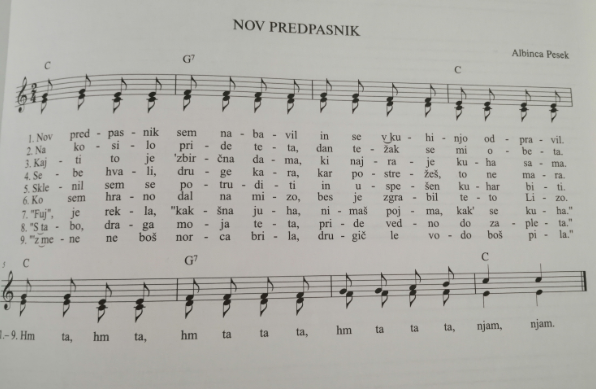 NOV PREDPASNIK
Albinca Pesek
C G7 C
1. Nov pred - pas - nik sem na - ba - vil in se v ku - hi - njo od - pra - vil.
2. Na ko - si - lo pri - de te - ta, dan te - žak se mi o - be - ta.
3. Kaj - ti to je 'zbir - čna da - ma, ki naj - ra - je ku - ha sa - ma.
4. Se - be hva - li, dru - ge ka - ra, kar po - stre - žeš, to ne ma - ra.
5. Skle - nil sem se po - tru - di - ti in u - spe - šen ku - har bi - ti.
6. Ko sem hra - no dal na mi - zo, bes je zgra - bil te - to Li - zo.
7. "Fuj", je rek - la, "kak - šna ju - ha, ni - maš poj - ma, kak' se ku - ha."
8. "S ta - bo, dra - ga mo - ja te - ta, pri - de ved - no do za - ple - ta."
9. "'z me - ne ne boš nor - ca bri - la, dru - gič le vo - do boš pi - la."
C G7 C
1.– 9. Hm ta, hm ta, hm ta ta ta, hm ta ta ta, njam, njam.